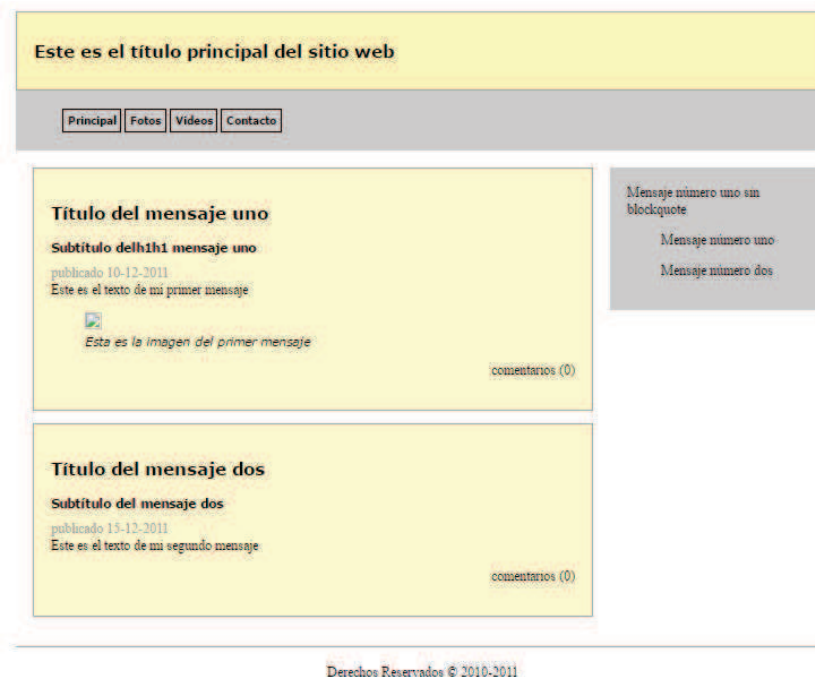 Este es el título principal del sitio web
Principal Fotos Videos Contacto
Título del mensaje uno
Subtítulo delh1h1 mensaje uno
publicado 10-12-2011
Este es el texto de mi primer mensaje
Esta es la imagen del primer mensaje
comentarios (0)
Título del mensaje dos
Subtítulo del mensaje dos
publicado 15-12-2011
Este es el texto de mi segundo mensaje
comentarios (0)
Mensaje número uno sin
blockquote
Mensaje número uno
Mensaje número dos
Derechos Reservados © 2010-2011